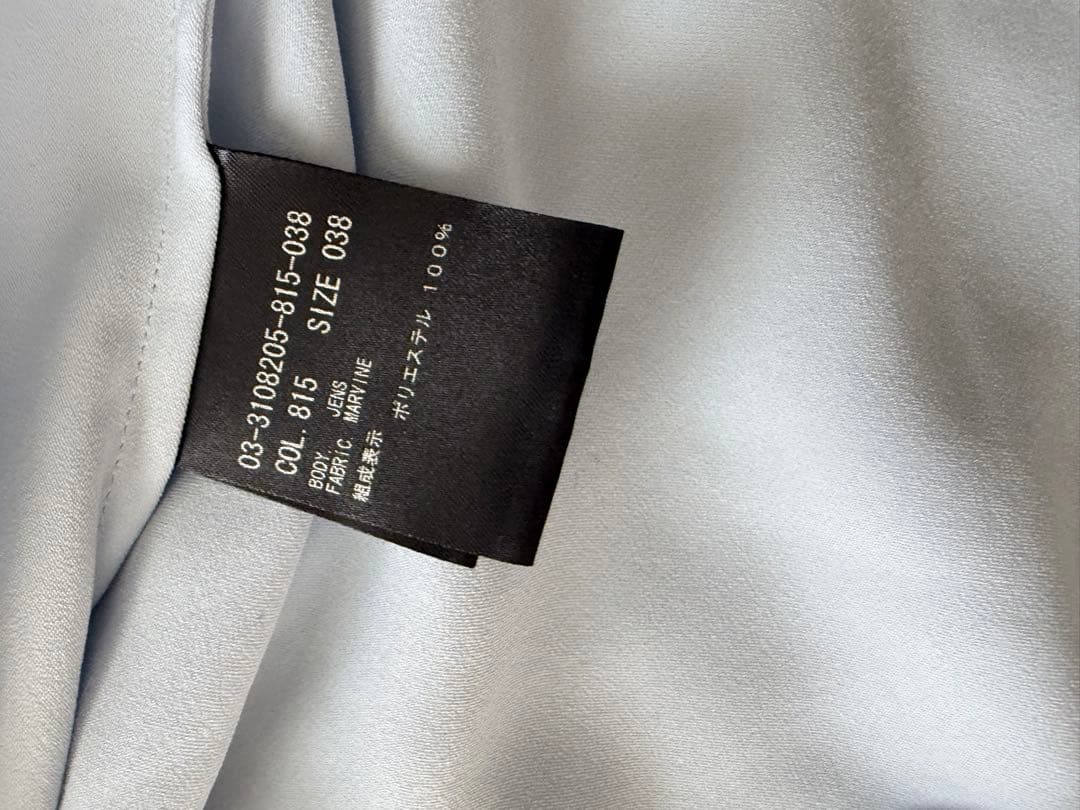 03-3108205-815-038
COL. 815 SIZE 038
BODY JENS
FABRIC MARVINE
組成表示
ポリエステル 100%